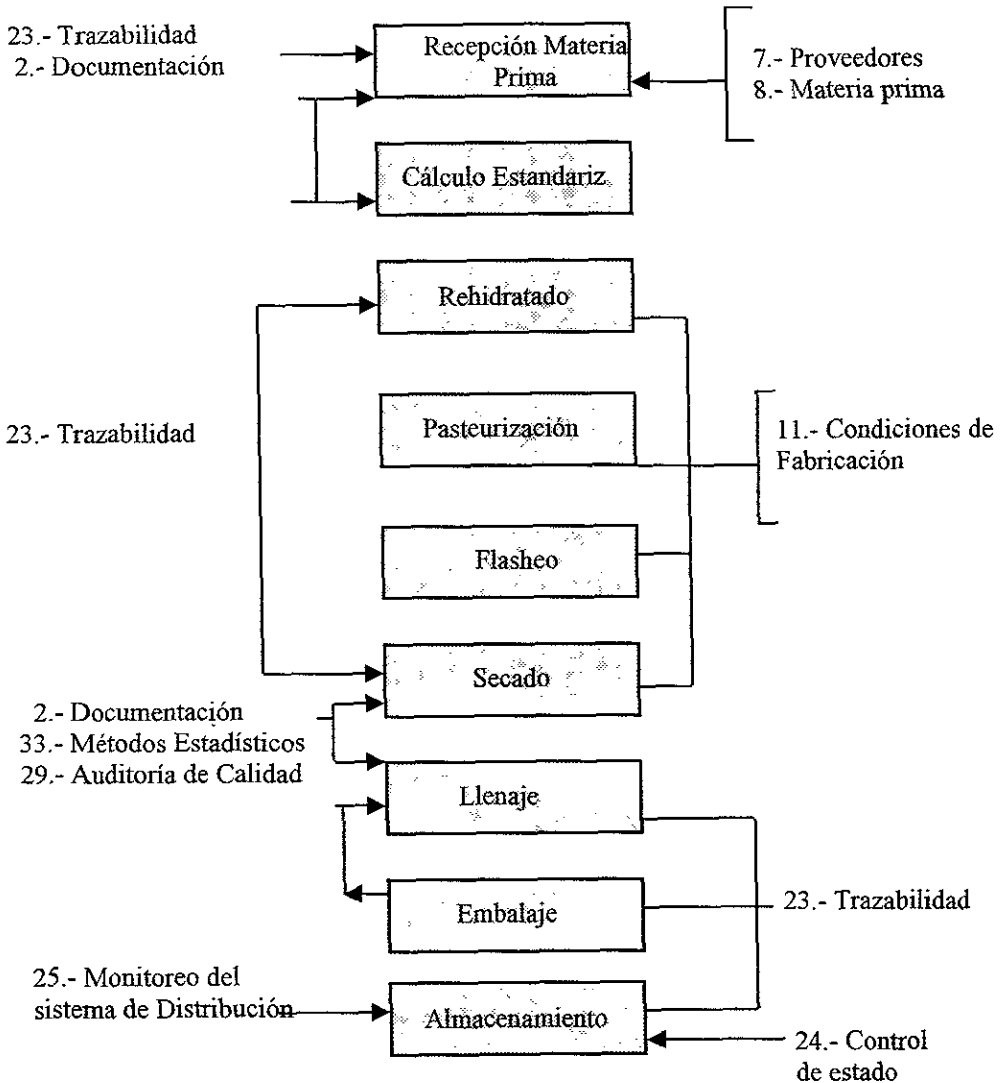 23.- Trazabilidad
2.- Documentación
Recepción Materia
Prima
7.- Proveedores
8.- Materia prima
Cálculo Estandariz
Rehidratado
23.- Trazabilidad
Pasteurización
11.- Condiciones de
Fabricación
Flasheo
Secado
2.- Documentación
33.- Métodos Estadísticos
29.- Auditoría de Calidad
Llenaje
Embalaje
23.- Trazabilidad
25.- Monitoreo del
sistema de Distribución
Almacenamiento
24.- Control
de estado